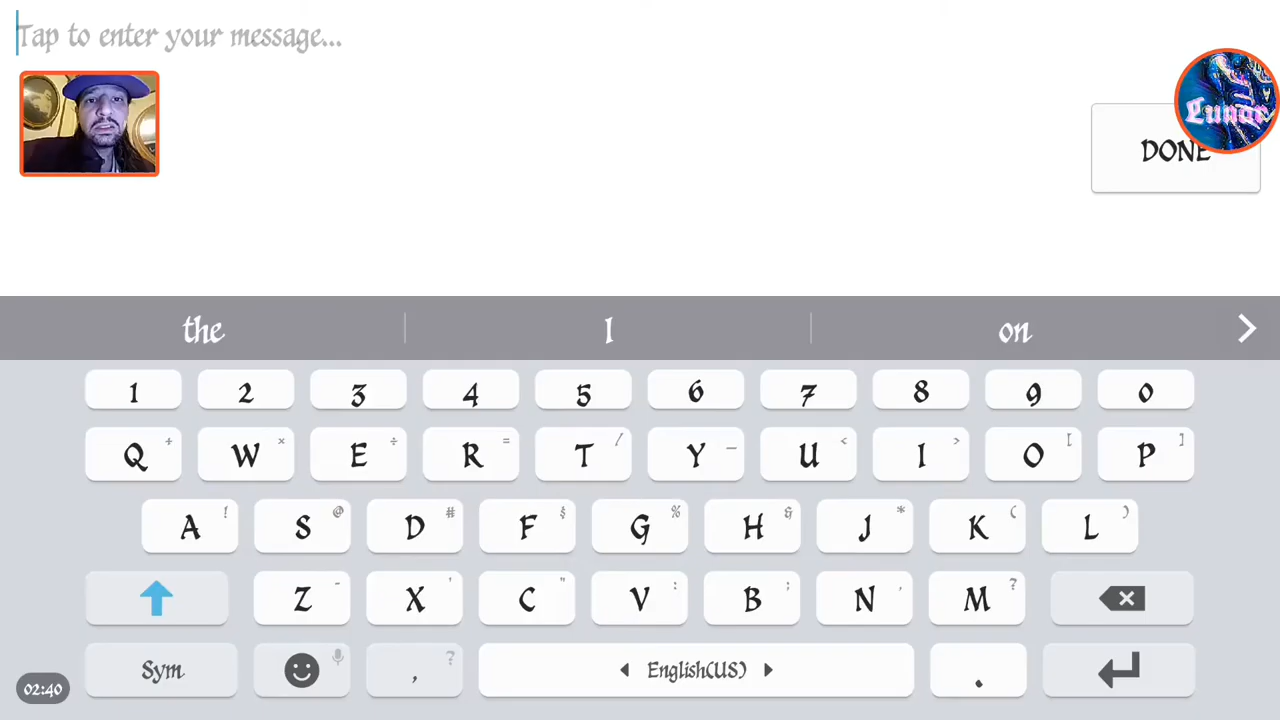 Tap to enter your message...
Lunar
DONE
the I on
1 2 3 4 5 6 7 8 9 0
Q + W × E ÷ R = T / Y _ U < I > O [ P ]
A ! S @ D # F $ G % H & J * K ( L )
Z - X ' C " V : B ; N , M ?
Sym , ? English(US) .
02:40